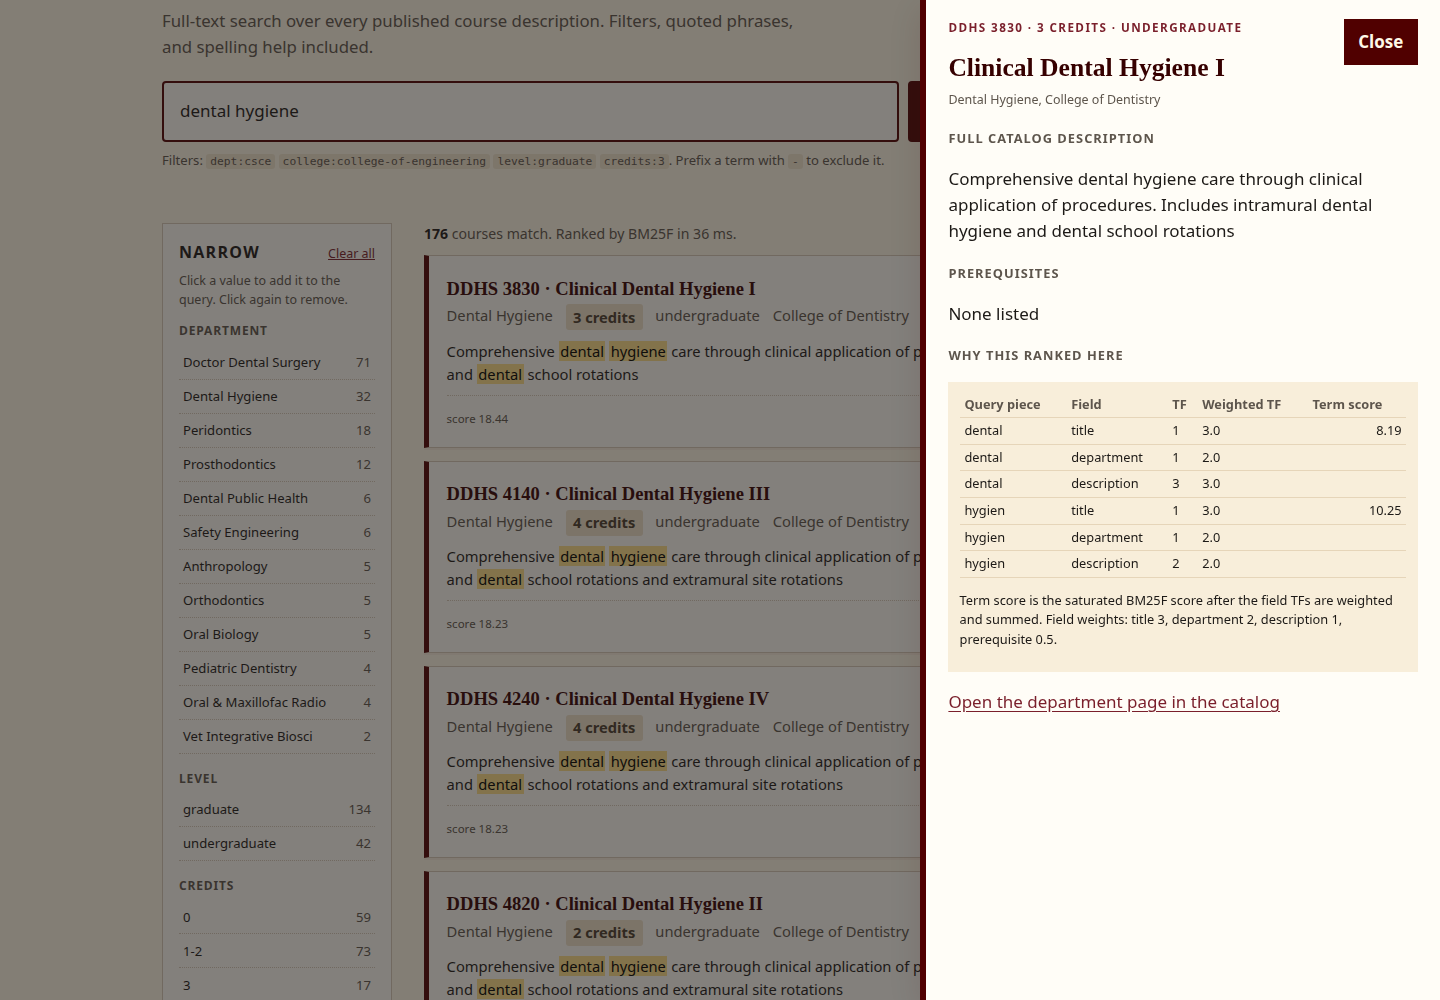 Full-text search over every published course description. Filters, quoted phrases,
and spelling help included.
dental hygiene
Filters: dept:csce college:college-of-engineering level:graduate credits:3. Prefix a term with - to exclude it.
NARROW
Clear all
Click a value to add it to the
query. Click again to remove.
DEPARTMENT
Doctor Dental Surgery 71
Dental Hygiene 32
Peridontics 18
Prosthodontics 12
Dental Public Health 6
Safety Engineering 6
Anthropology 5
Orthodontics 5
Oral Biology 5
Pediatric Dentistry 4
Oral & Maxillofac Radio 4
Vet Integrative Biosci 2
LEVEL
graduate 134
undergraduate 42
CREDITS
0 59
1-2 73
3 17
176 courses match. Ranked by BM25F in 36 ms.
DDHS 3830 · Clinical Dental Hygiene I
Dental Hygiene 3 credits undergraduate College of Dentistry
Comprehensive dental hygiene care through clinical application of p
and dental school rotations
score 18.44
DDHS 4140 · Clinical Dental Hygiene III
Dental Hygiene 4 credits undergraduate College of Dentistry
Comprehensive dental hygiene care through clinical application of p
and dental school rotations and extramural site rotations
score 18.23
DDHS 4240 · Clinical Dental Hygiene IV
Dental Hygiene 4 credits undergraduate College of Dentistry
Comprehensive dental hygiene care through clinical application of p
and dental school rotations and extramural site rotations
score 18.23
DDHS 4820 · Clinical Dental Hygiene II
Dental Hygiene 2 credits undergraduate College of Dentistry
Comprehensive dental hygiene care through clinical application of p
and dental school rotations and extramural site rotations
DDHS 3830 · 3 CREDITS · UNDERGRADUATE
Close
Clinical Dental Hygiene I
Dental Hygiene, College of Dentistry
FULL CATALOG DESCRIPTION
Comprehensive dental hygiene care through clinical
application of procedures. Includes intramural dental
hygiene and dental school rotations
PREREQUISITES
None listed
WHY THIS RANKED HERE
Query piece Field TF Weighted TF Term score
dental title 1 3.0 8.19
dental department 1 2.0
dental description 3 3.0
hygien title 1 3.0 10.25
hygien department 1 2.0
hygien description 2 2.0
Term score is the saturated BM25F score after the field TFs are weighted
and summed. Field weights: title 3, department 2, description 1,
prerequisite 0.5.
Open the department page in the catalog